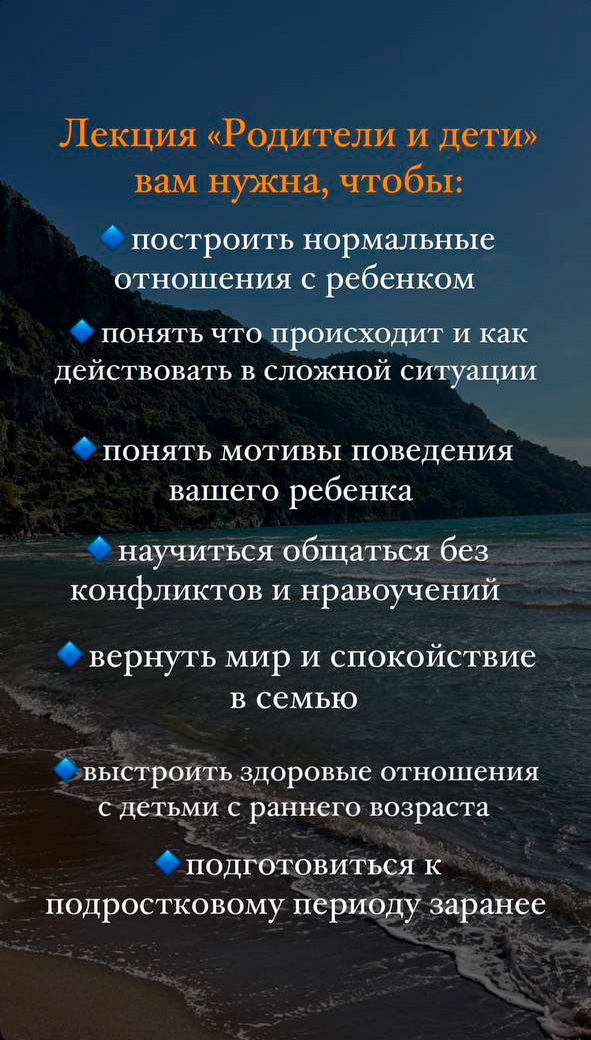 Лекция «Родители и дети»
вам нужна, чтобы:
🔹построить нормальные
отношения с ребенком
🔹понять что происходит и как
действовать в сложной ситуации
🔹понять мотивы поведения
вашего ребенка
🔹научиться общаться без
конфликтов и нравоучений
🔹вернуть мир и спокойствие
в семью
🔹выстроить здоровые отношения
с детьми с раннего возраста
🔹подготовиться к
подростковому периоду заранее